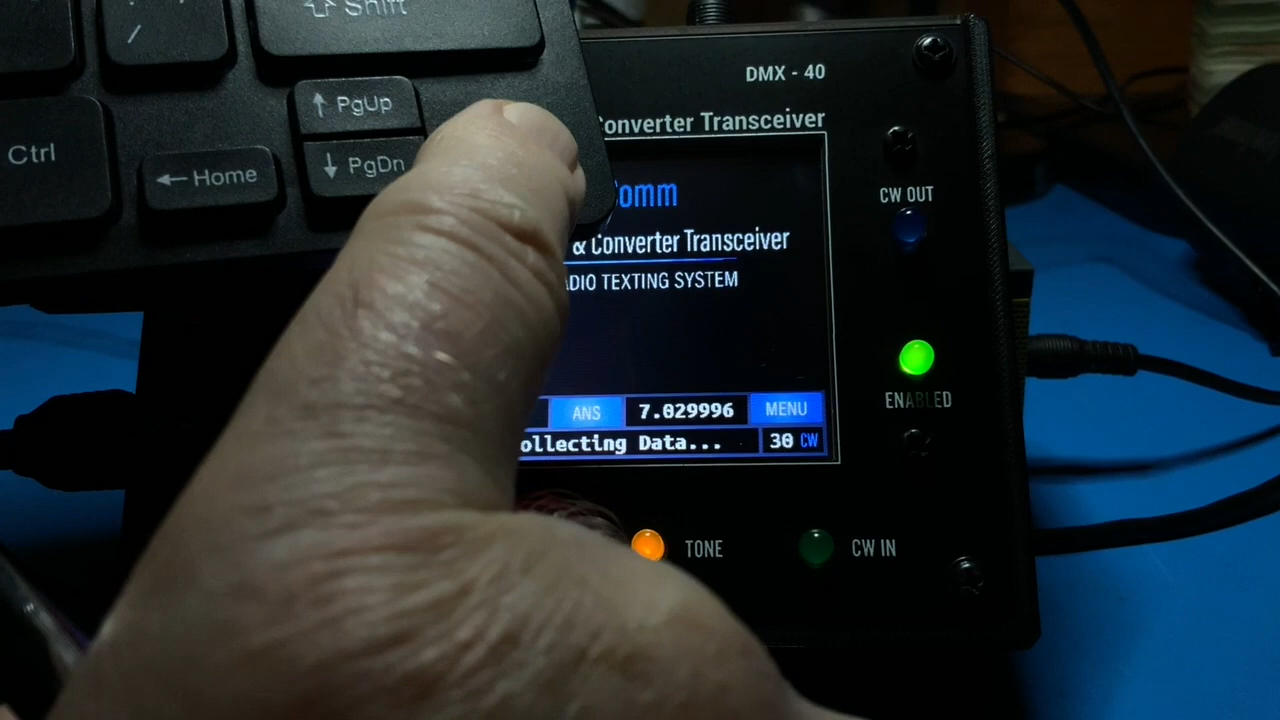 Shift
/
PgUp
Ctrl
Home
PgDn
DMX - 40
Converter Transceiver
omm
& Converter Transceiver
ADIO TEXTING SYSTEM
CW OUT
ENABLED
ANS 7.029996 MENU
ollecting Data... 30 CW
TONE
CW IN